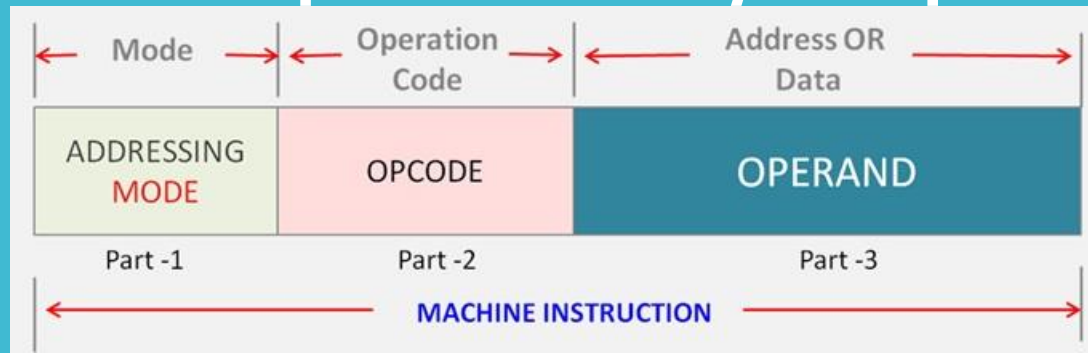 Mode
Operation
Code
Address OR
Data
ADDRESSING
MODE
OPCODE
OPERAND
Part -1
Part -2
Part -3
MACHINE INSTRUCTION